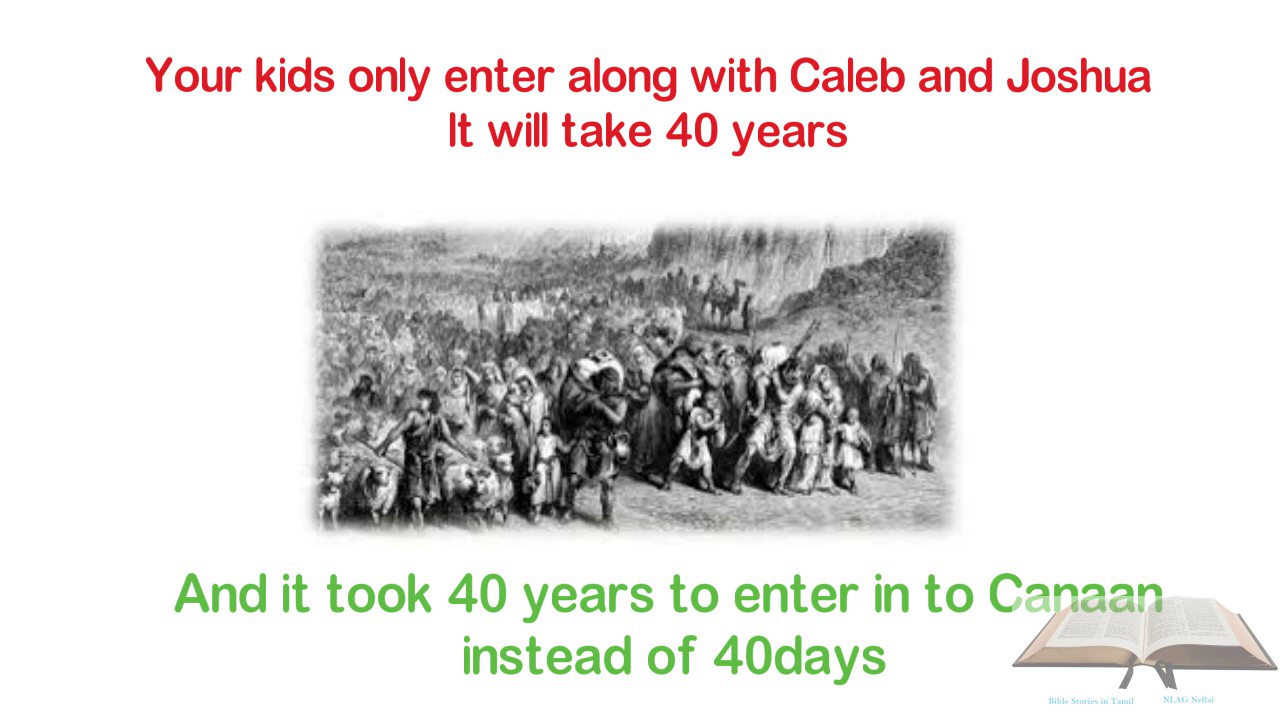 Your kids only enter along with Caleb and Joshua
It will take 40 years
And it took 40 years to enter in to Canaan
instead of 40days
Bible Stories in Tamil NLAG Nellai